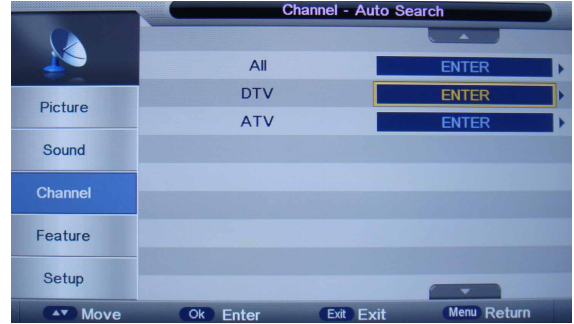 Channel - Auto Search
All ENTER
DTV ENTER
ATV ENTER
Picture
Sound
Channel
Feature
Setup
Move Ok Enter Exit Exit Menu Return